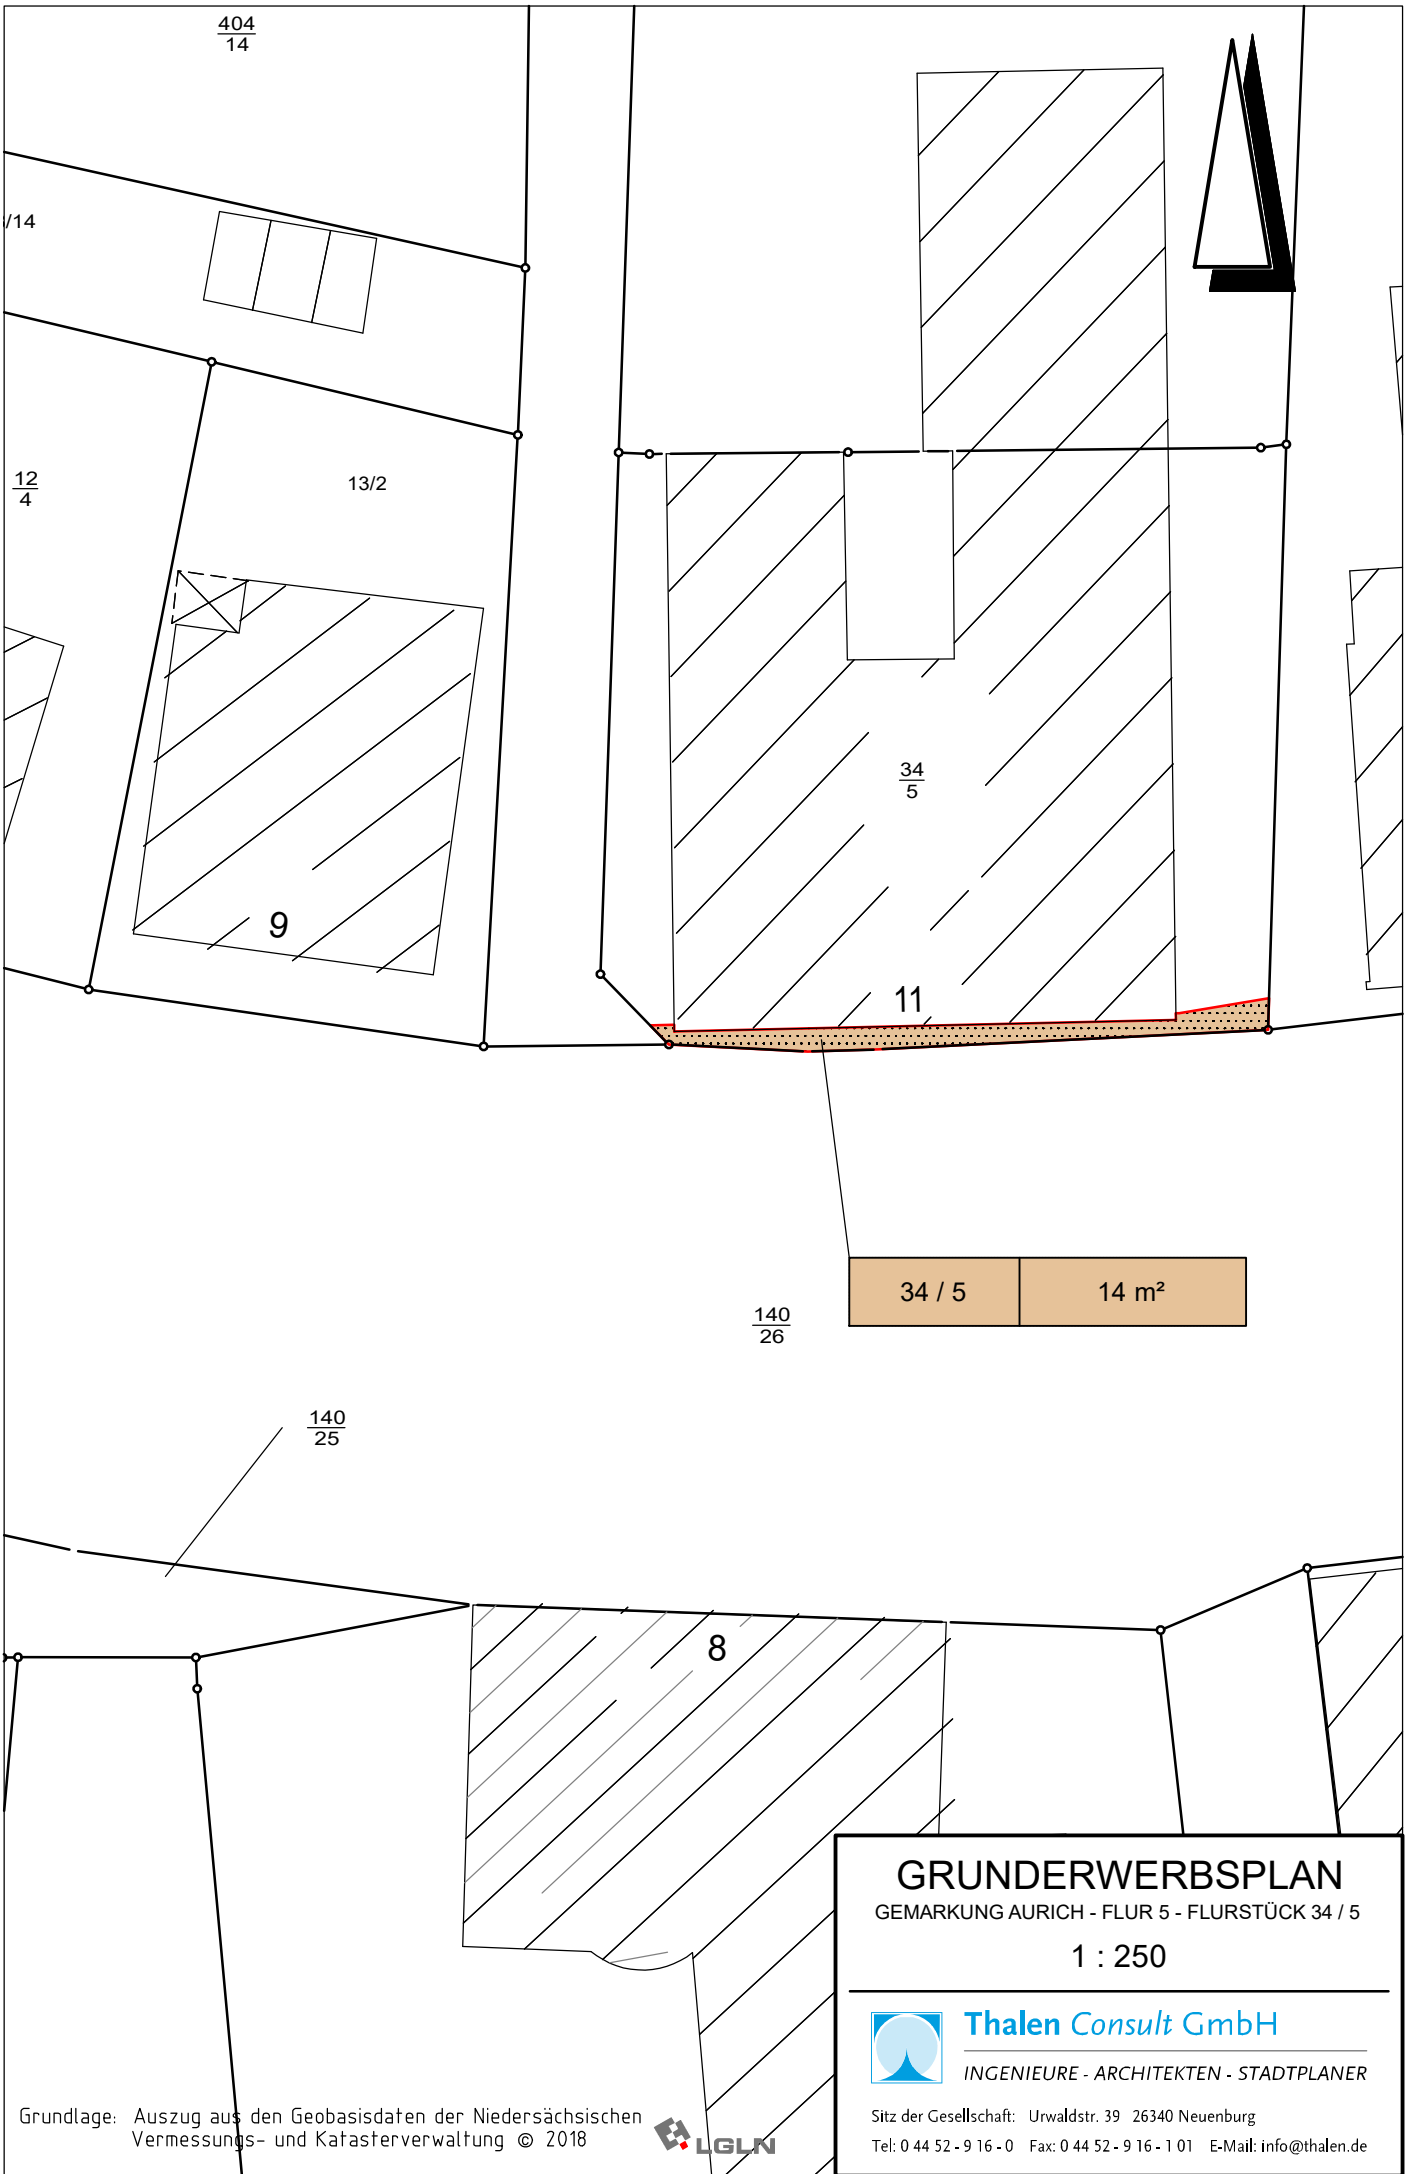 404
14
/14
12
4
13/2
34
5
9
11
34 / 5 14 m²
140
26
140
25
8
GRUNDERWERBSPLAN
GEMARKUNG AURICH - FLUR 5 - FLURSTÜCK 34 / 5
1 : 250
Thalen Consult GmbH
INGENIEURE - ARCHITEKTEN - STADTPLANER
Sitz der Gesellschaft: Urwaldstr. 39 26340 Neuenburg
Tel: 0 44 52 - 9 16 - 0 Fax: 0 44 52 - 9 16 - 1 01 E-Mail: info@thalen.de
Grundlage: Auszug aus den Geobasisdaten der Niedersächsischen
Vermessungs- und Katasterverwaltung © 2018
LGLN